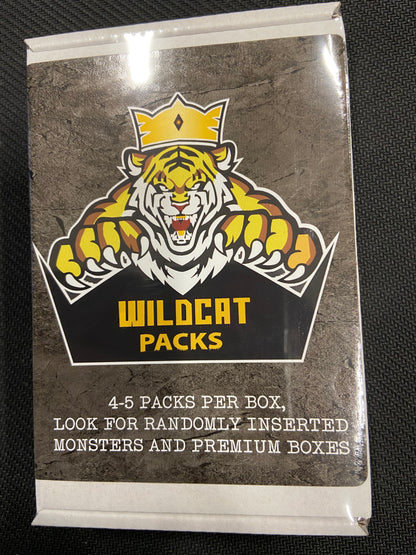 WILDCAT
PACKS
4-5 PACKS PER BOX,
LOOK FOR RANDOMLY INSERTED
MONSTERS AND PREMIUM BOXES